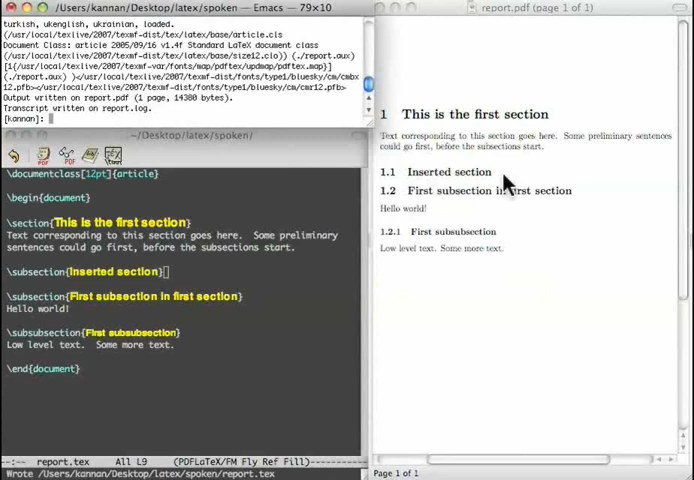 /Users/kannan/Desktop/latex/spoken — Emacs — 79×10
turkish, ukenglish, ukrainian, loaded.
(/usr/local/texlive/2007/texmf-dist/tex/latex/base/article.cls
Document Class: article 2005/09/16 v1.4f Standard LaTeX document class
(/usr/local/texlive/2007/texmf-dist/tex/latex/base/size12.clo)) (./report.aux)
[1{/usr/local/texlive/2007/texmf-var/fonts/map/pdftex/updmap/pdftex.map}]
(./report.aux) )</usr/local/texlive/2007/texmf-dist/fonts/type1/bluesky/cm/cmbx
12.pfb></usr/local/texlive/2007/texmf-dist/fonts/type1/bluesky/cm/cmr12.pfb>
Output written on report.pdf (1 page, 14380 bytes).
Transcript written on report.log.
[kannan]:
~/Desktop/latex/spoken/
PDF
PDF
\documentclass[12pt]{article}
\begin{document}
\section{This is the first section}
Text corresponding to this section goes here. Some preliminary
sentences could go first, before the subsections start.
\subsection{Inserted section}
\subsection{First subsection in first section}
Hello world!
\subsubsection{First subsubsection}
Low level text. Some more text.
\end{document}
--:-- report.tex All L9 (PDFLaTeX/FM Fly Ref Fill)
Wrote /Users/kannan/Desktop/latex/spoken/report.tex
report.pdf (page 1 of 1)
1 This is the first section
Text corresponding to this section goes here. Some preliminary sentences
could go first, before the subsections start.
1.1 Inserted section
1.2 First subsection in first section
Hello world!
1.2.1 First subsubsection
Low level text. Some more text.
Page 1 of 1